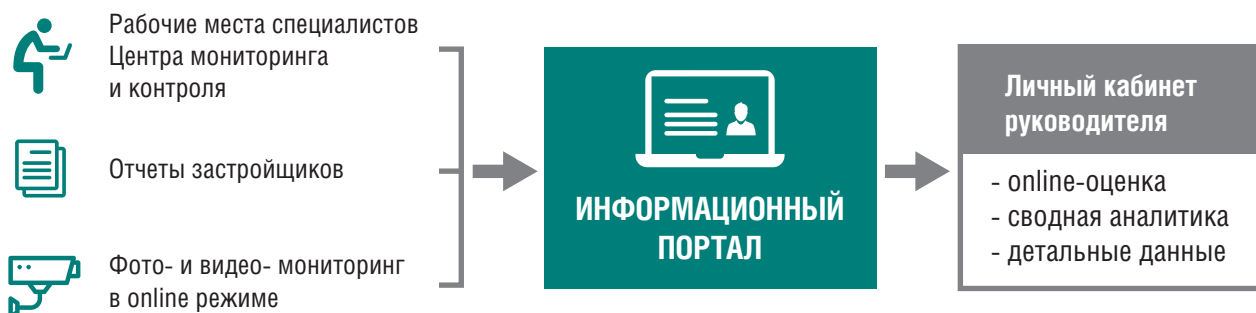 Рабочие места специалистов
Центра мониторинга
и контроля
Отчеты застройщиков
Фото- и видео- мониторинг
в online режиме
ИНФОРМАЦИОННЫЙ
ПОРТАЛ
Личный кабинет
руководителя
- online-оценка
- сводная аналитика
- детальные данные